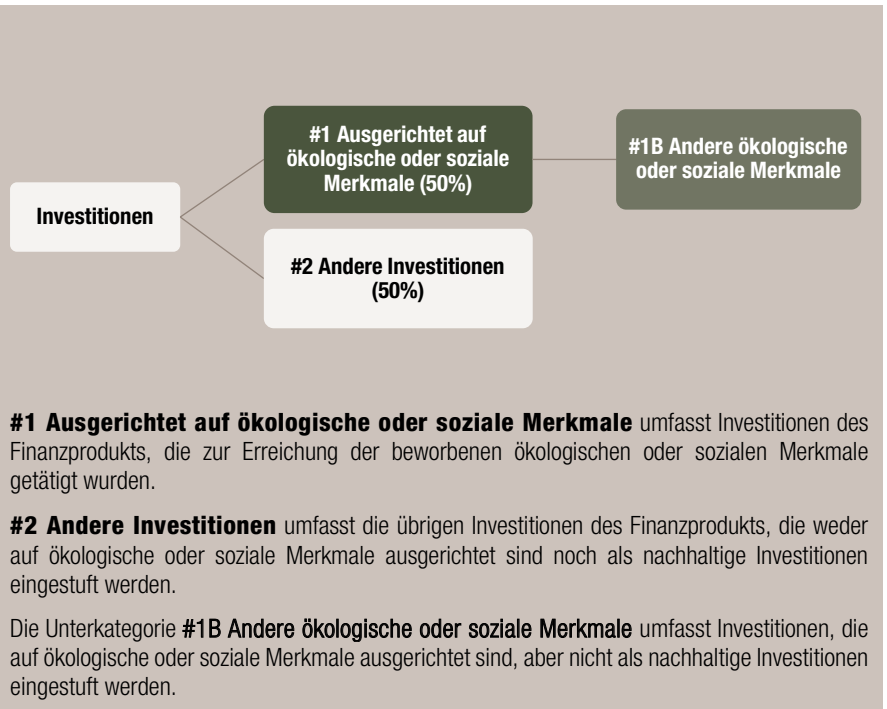 #1 Ausgerichtet auf
ökologische oder soziale
Merkmale (50%)
#1B Andere ökologische
oder soziale Merkmale
Investitionen
#2 Andere Investitionen
(50%)
#1 Ausgerichtet auf ökologische oder soziale Merkmale umfasst Investitionen des
Finanzprodukts, die zur Erreichung der beworbenen ökologischen oder sozialen Merkmale
getätigt wurden.
#2 Andere Investitionen umfasst die übrigen Investitionen des Finanzprodukts, die weder
auf ökologische oder soziale Merkmale ausgerichtet sind noch als nachhaltige Investitionen
eingestuft werden.
Die Unterkategorie #1B Andere ökologische oder soziale Merkmale umfasst Investitionen, die
auf ökologische oder soziale Merkmale ausgerichtet sind, aber nicht als nachhaltige Investitionen
eingestuft werden.